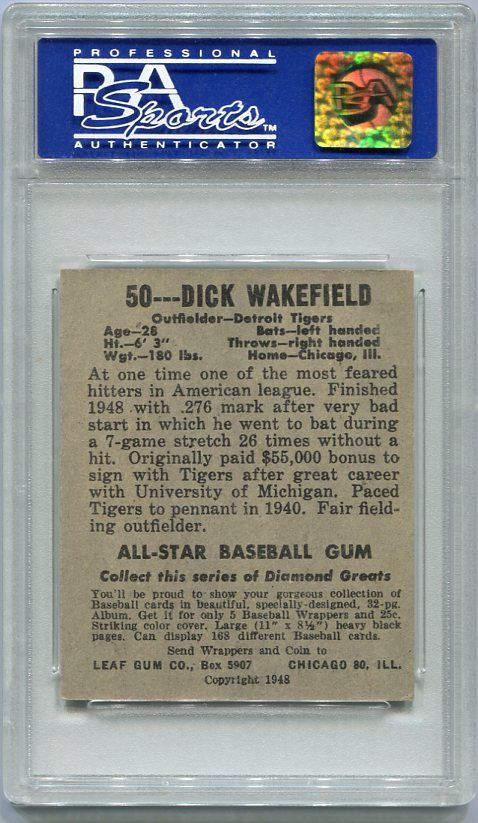 PROFESSIONAL
PSA
Sports™
AUTHENTICATOR
PSA
50---DICK WAKEFIELD
Outfielder—Detroit Tigers
Age—28 Bats—left handed
Ht.—6' 3" Throws—right handed
Wgt.—180 lbs. Home—Chicago, Ill.
At one time one of the most feared
hitters in American league. Finished
1948 with .276 mark after very bad
start in which he went to bat during
a 7-game stretch 26 times without a
hit. Originally paid $55,000 bonus to
sign with Tigers after great career
with University of Michigan. Paced
Tigers to pennant in 1940. Fair field-
ing outfielder.
ALL-STAR BASEBALL GUM
Collect this series of Diamond Greats
You'll be proud to show your gorgeous collection of
Baseball cards in beautiful, specially-designed, 32-pg.
Album. Get it for only 5 Baseball Wrappers and 25c.
Striking color cover. Large (11" x 8½") heavy black
pages. Can display 168 different Baseball cards.
Send Wrappers and Coin to
LEAF GUM CO., Box 5907 CHICAGO 80, ILL.
Copyright 1948